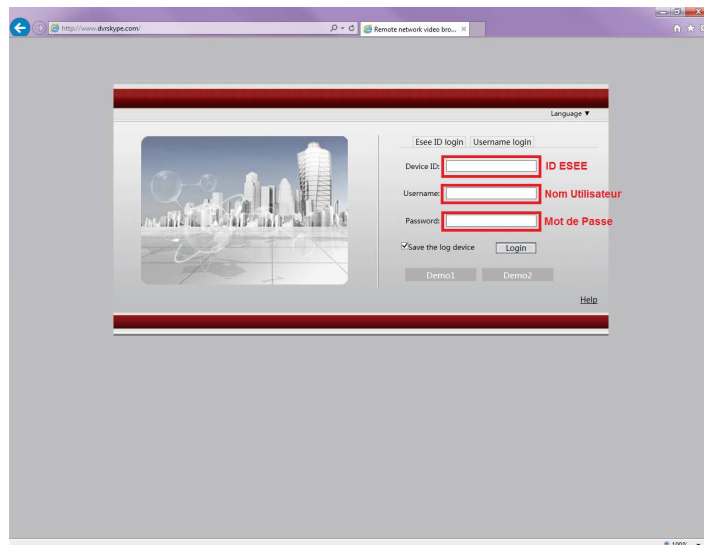 http://www.dvrskype.com/
Remote network video bro...
Language ▼
Esee ID login Username login
Device ID: ID ESEE
Username: Nom Utilisateur
Password: Mot de Passe
Save the log device Login
Demo1 Demo2
Help
100%